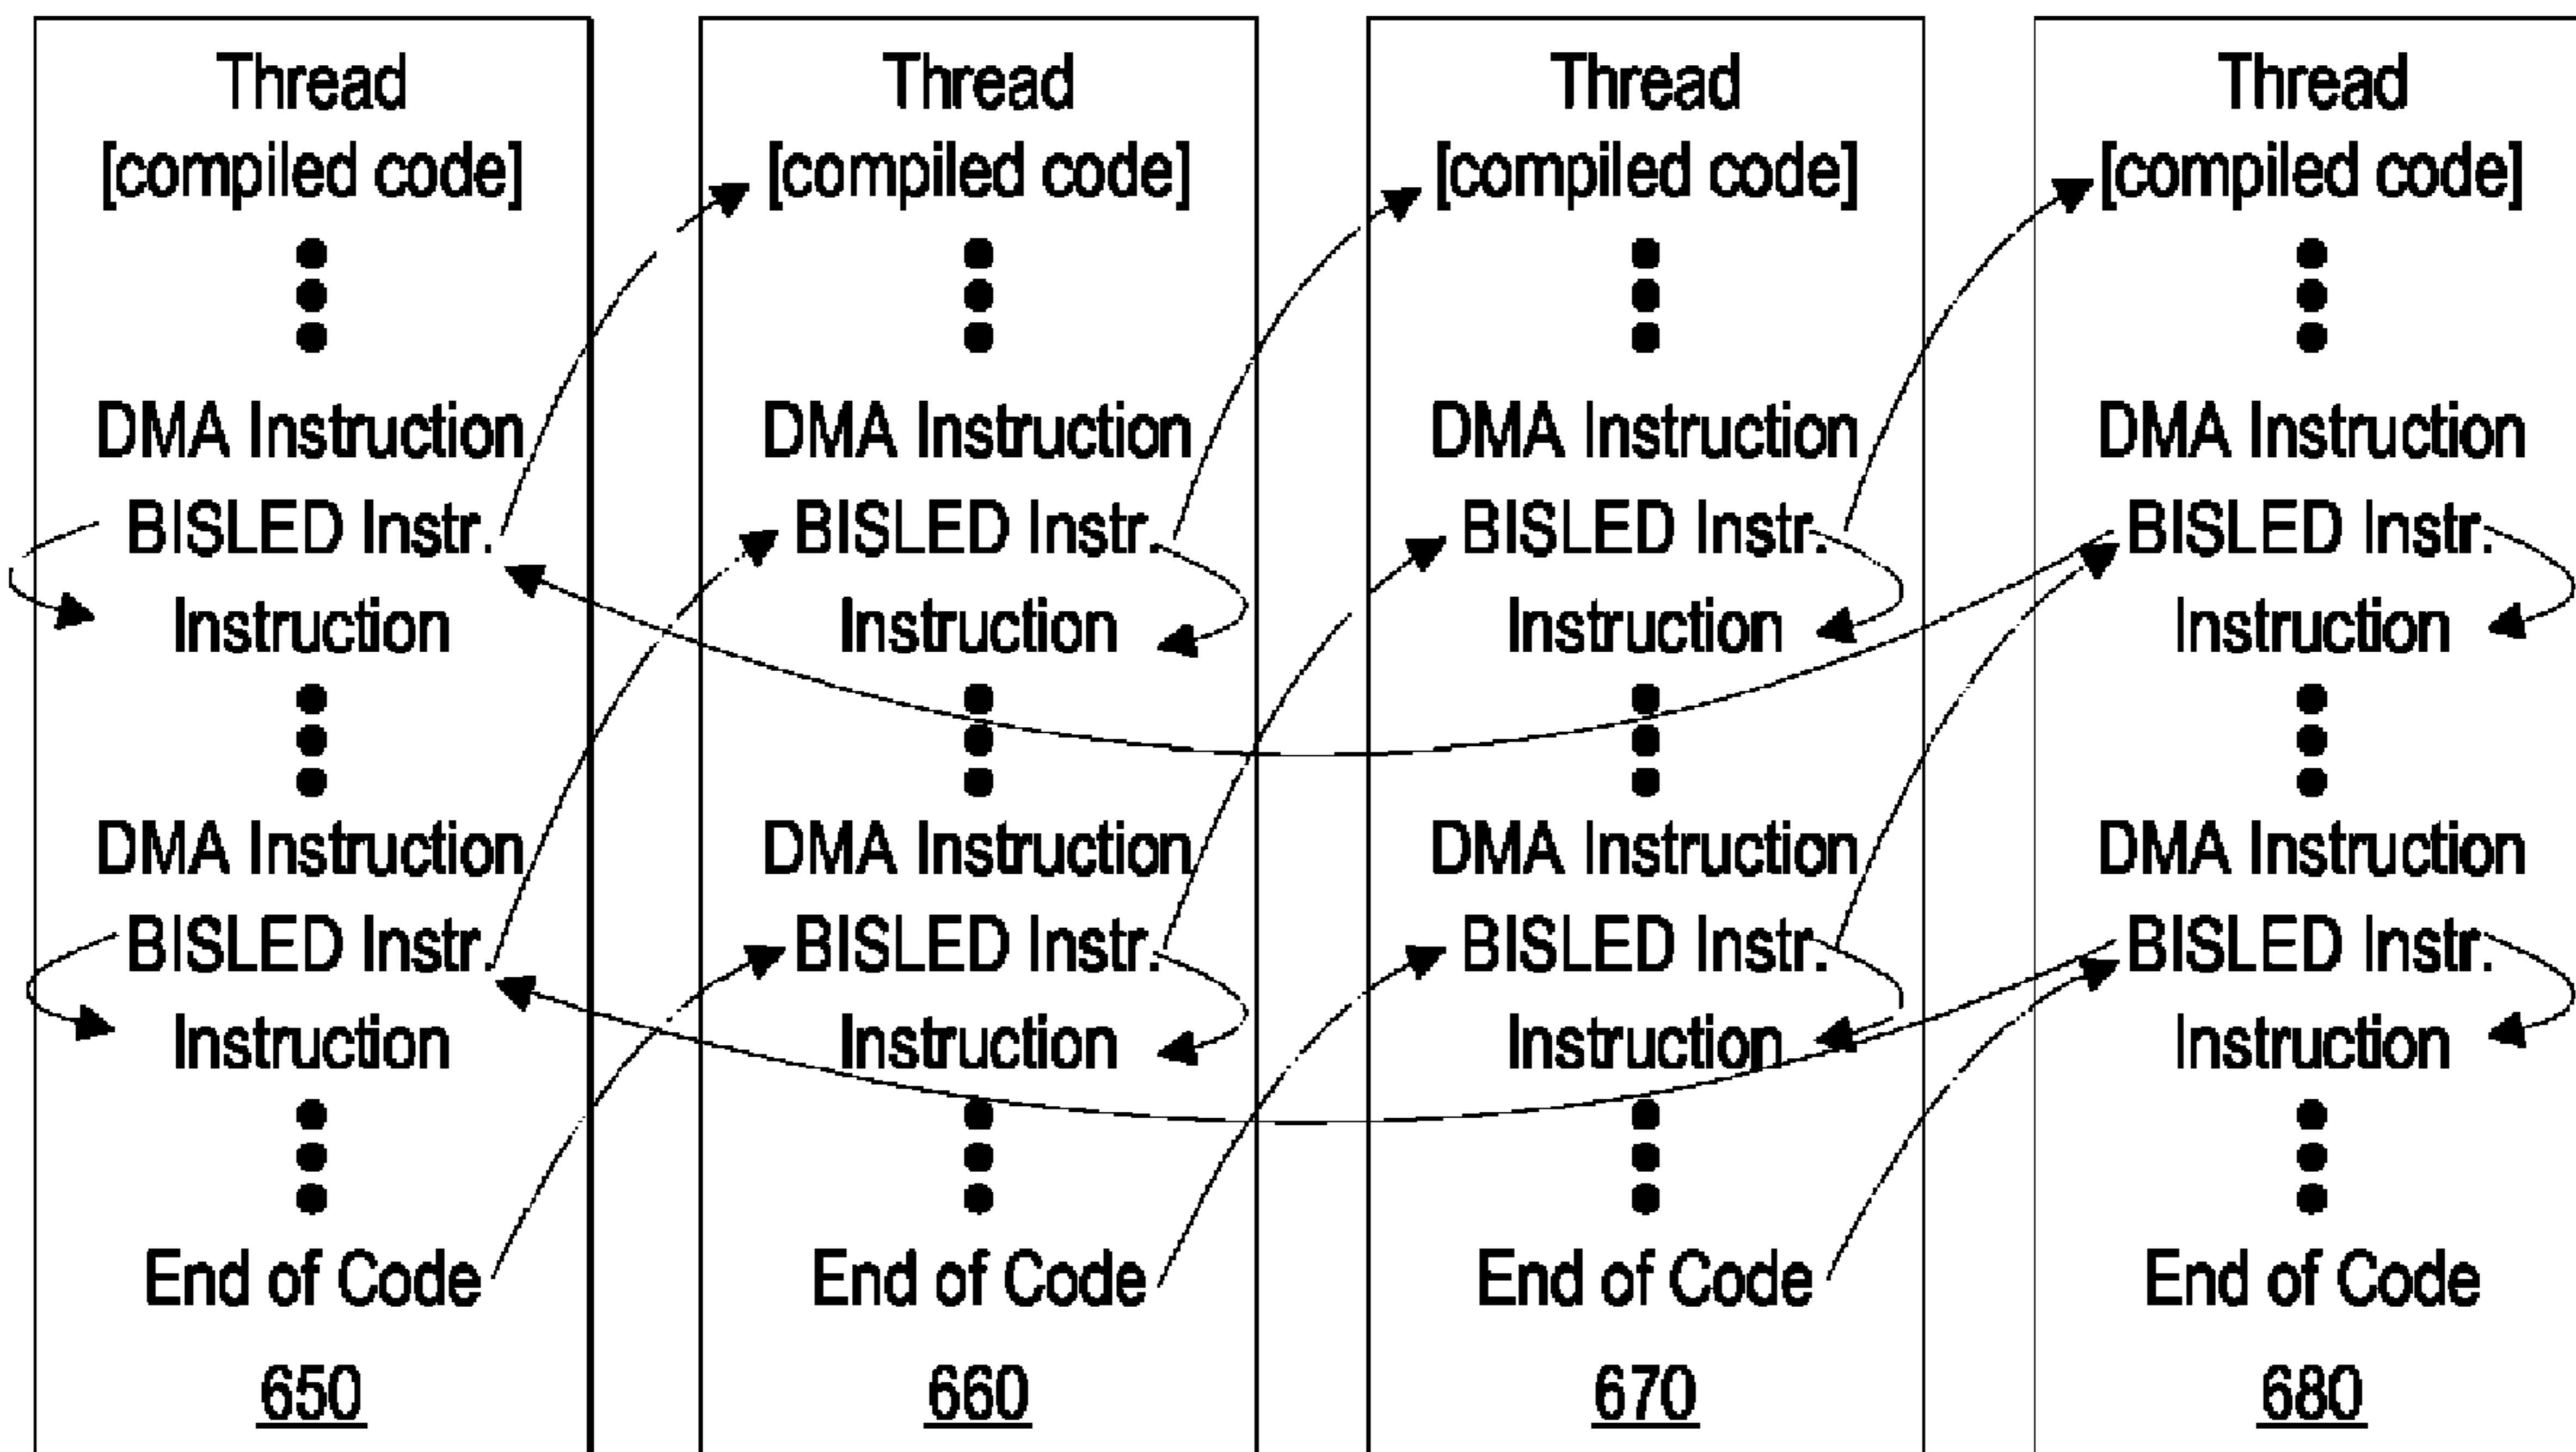 Thread
[compiled code]
DMA Instruction
BISLED Instr.
Instruction
DMA Instruction
BISLED Instr.
Instruction
End of Code
650
Thread
[compiled code]
DMA Instruction
BISLED Instr.
Instruction
DMA Instruction
BISLED Instr.
Instruction
End of Code
660
Thread
[compiled code]
DMA Instruction
BISLED Instr.
Instruction
DMA Instruction
BISLED Instr.
Instruction
End of Code
670
Thread
[compiled code]
DMA Instruction
BISLED Instr.
Instruction
DMA Instruction
BISLED Instr.
Instruction
End of Code
680